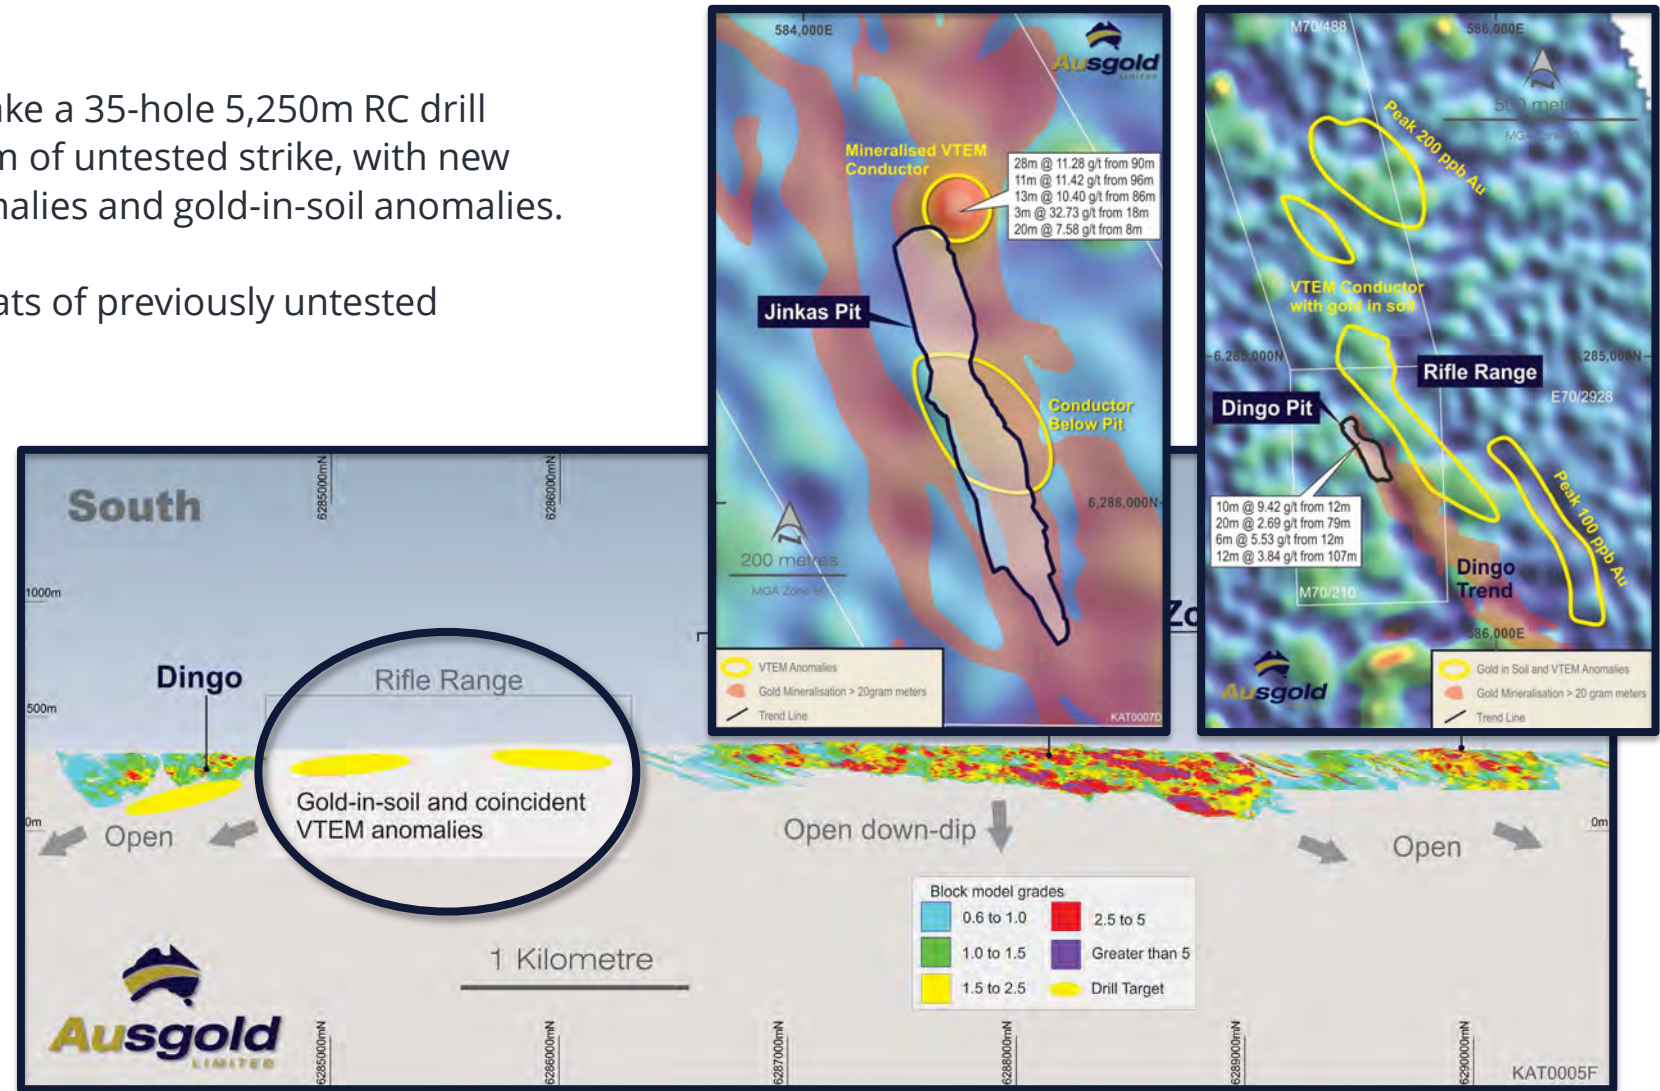 ake a 35-hole 5,250m RC drill
m of untested strike, with new
nalies and gold-in-soil anomalies.
ats of previously untested
584,000E
Ausgold
LIMITED
Mineralised VTEM
Conductor
28m @ 11.28 g/t from 90m
11m @ 11.42 g/t from 96m
13m @ 10.40 g/t from 86m
3m @ 32.73 g/t from 18m
20m @ 7.58 g/t from 8m
Jinkas Pit
Conductor
Below Pit
6,288,000N
200 metres
MGA Zone 50
VTEM Anomalies
Gold Mineralisation > 20gram meters
Trend Line
KAT0007D
M70/488
586,000E
500 metr
Peak 200 ppb Au
VTEM Conductor
with gold in soil
6,285,000N
6,285,000N
Rifle Range
E70/2928
Dingo Pit
10m @ 9.42 g/t from 12m
20m @ 2.69 g/t from 79m
6m @ 5.53 g/t from 12m
12m @ 3.84 g/t from 107m
Peak 100 ppb Au
Dingo
Trend
M70/210
586,000E
Ausgold
LIMITED
Gold in Soil and VTEM Anomalies
Gold Mineralisation > 20 gram meters
Trend Line
South
6285000mN
6286000mN
Zo
1000m
Dingo
Rifle Range
500m
Gold-in-soil and coincident
VTEM anomalies
0m
Open
Open down-dip
Open
0m
Block model grades
0.6 to 1.0
2.5 to 5
1.0 to 1.5
Greater than 5
1.5 to 2.5
Drill Target
1 Kilometre
Ausgold
LIMITED
6285000mN
6286000mN
6287000mN
6288000mN
6289000mN
6290000mN
KAT0005F